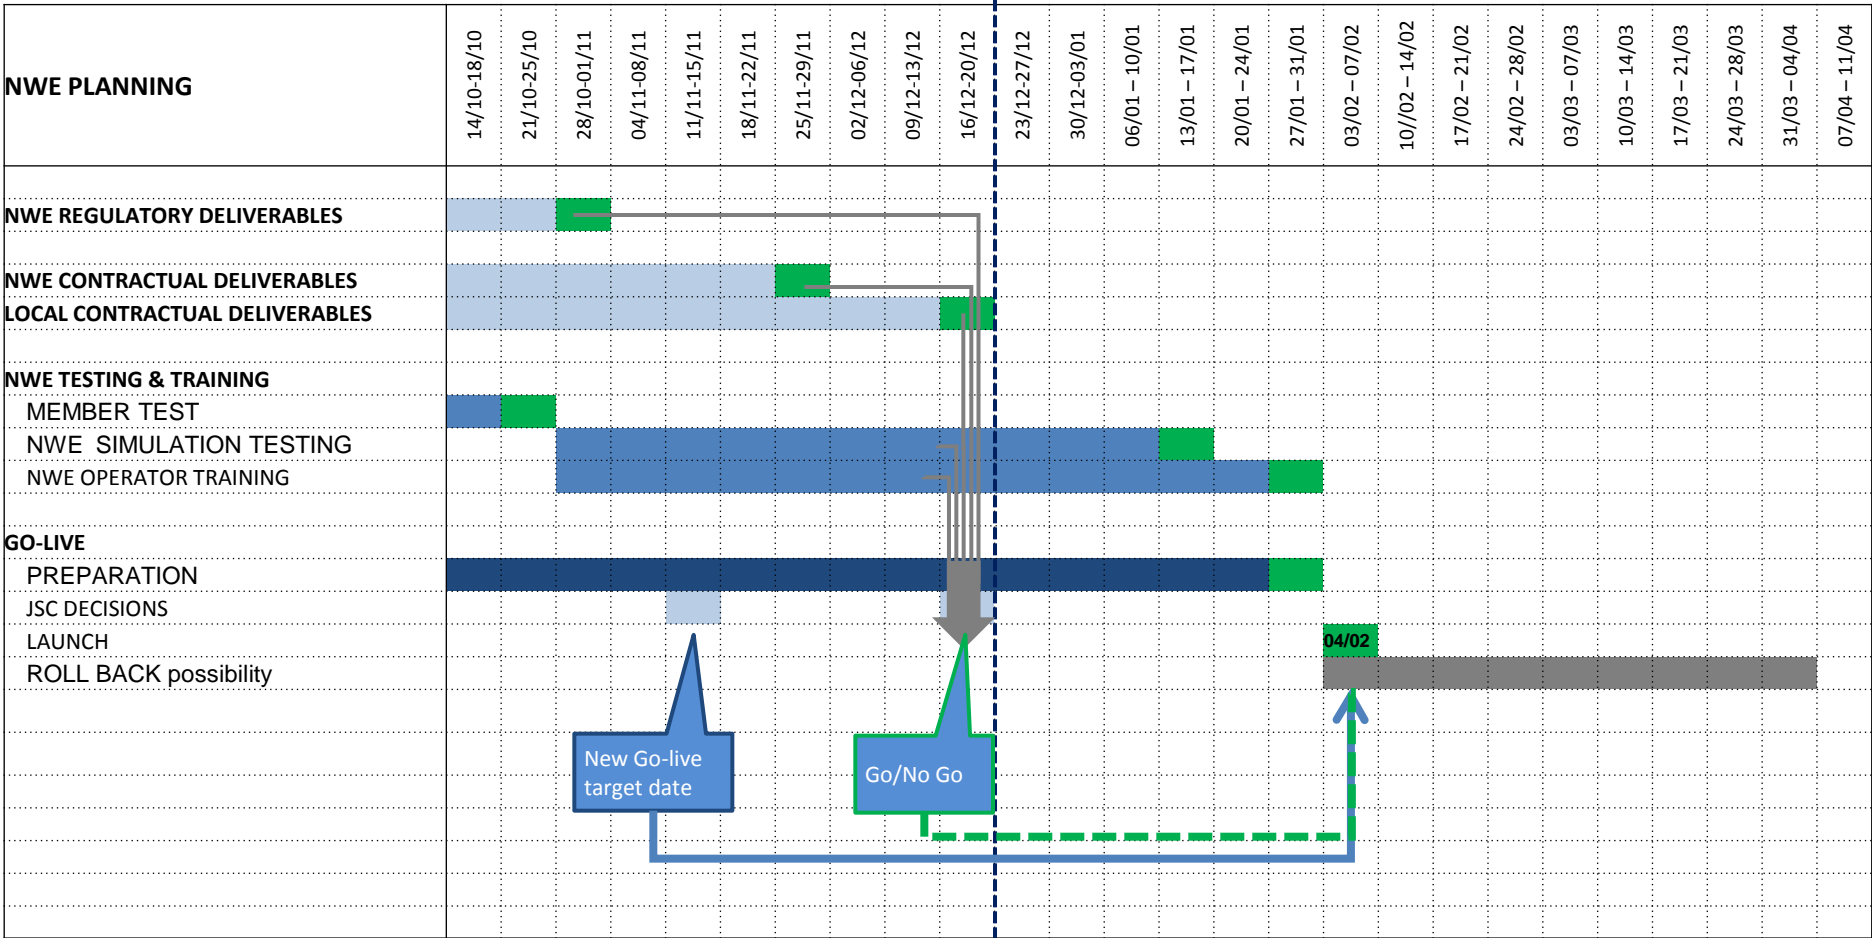 NWE PLANNING
14/10-18/10
21/10-25/10
28/10-01/11
04/11-08/11
11/11-15/11
18/11-22/11
25/11-29/11
02/12-06/12
09/12-13/12
16/12-20/12
23/12-27/12
30/12-03/01
06/01 – 10/01
13/01 – 17/01
20/01 – 24/01
27/01 – 31/01
03/02 – 07/02
10//02 – 14/02
17/02 – 21/02
24/02 – 28/02
03/03 – 07/03
10/03 – 14/03
17/03 – 21/03
24/03 – 28/03
31/03 – 04/04
07/04 – 11/04
NWE REGULATORY DELIVERABLES
NWE CONTRACTUAL DELIVERABLES
LOCAL CONTRACTUAL DELIVERABLES
NWE TESTING & TRAINING
MEMBER TEST
NWE SIMULATION TESTING
NWE OPERATOR TRAINING
GO-LIVE
PREPARATION
JSC DECISIONS
LAUNCH
04/02
ROLL BACK possibility
New Go-live
target date
Go/No Go